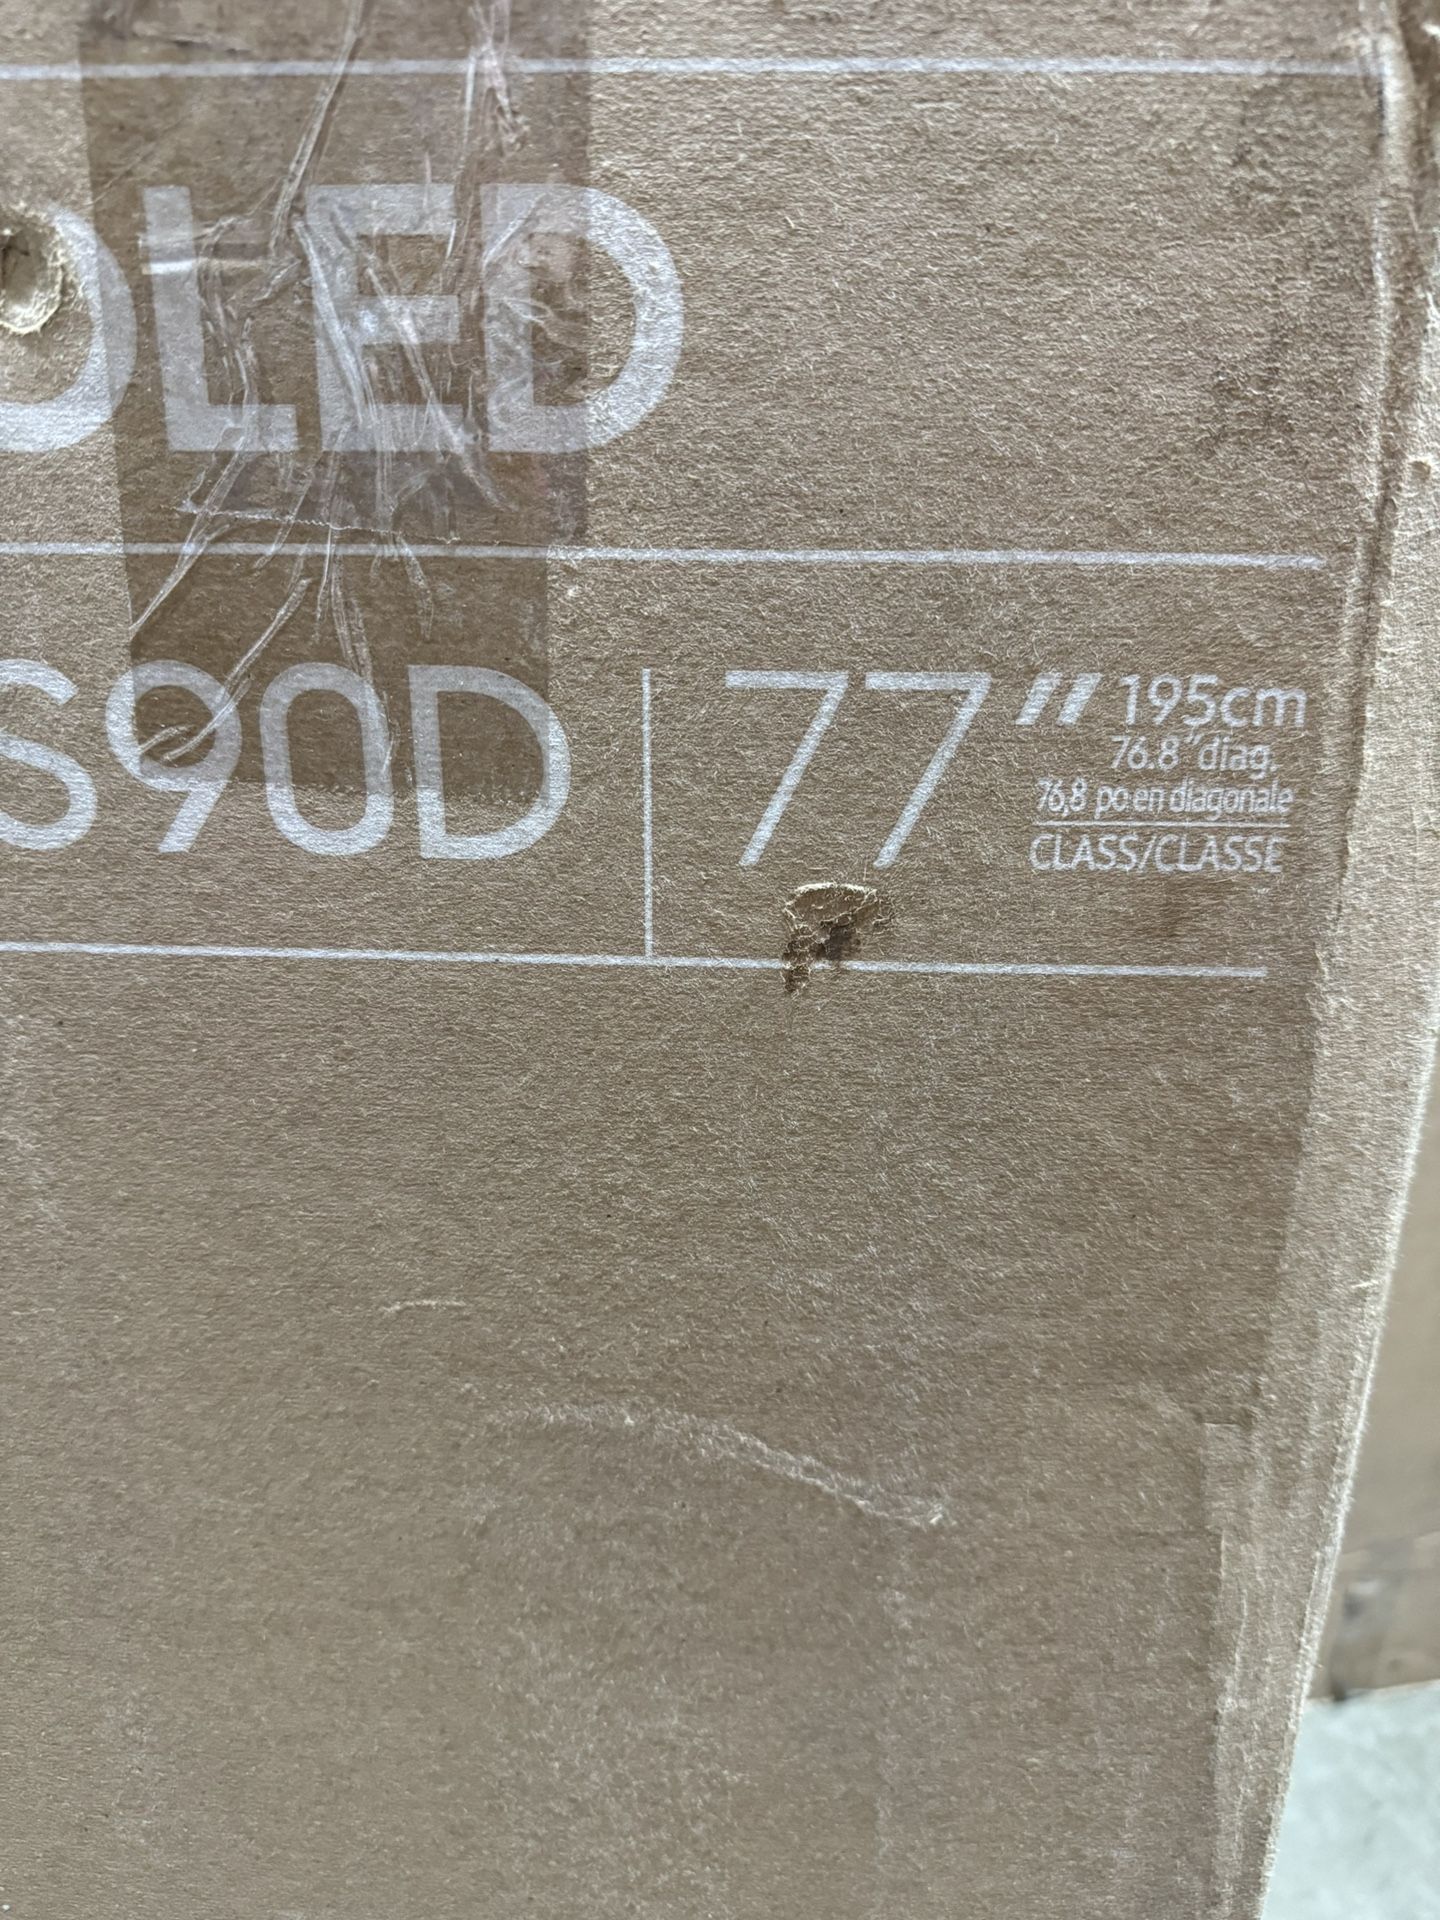 OLED
S90D 77" 195cm
76.8" diag.
76,8 po en diagonale
CLASS/CLASSE